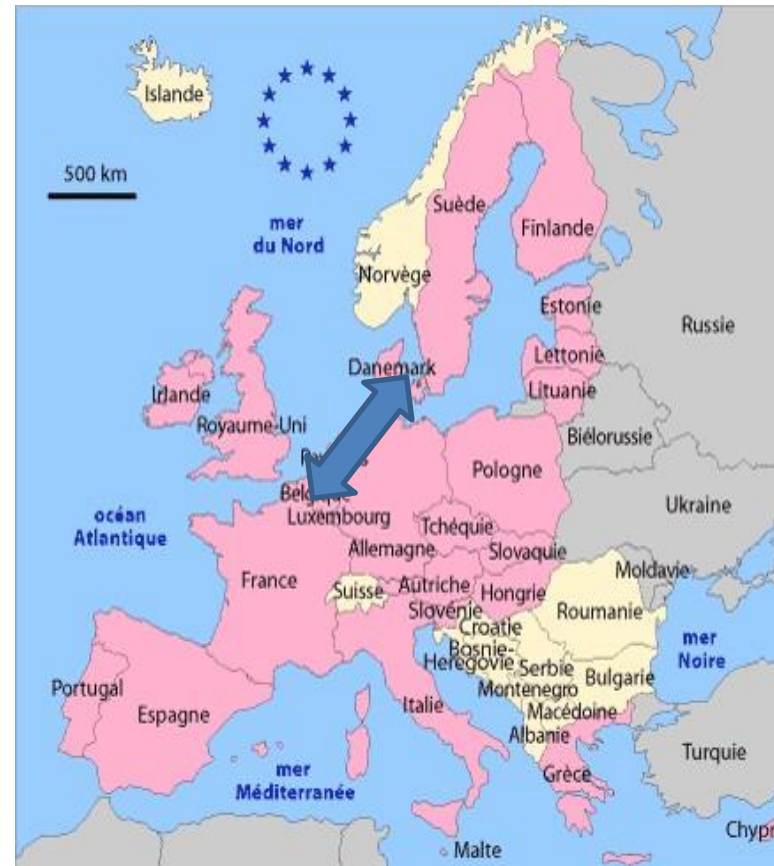 Islande
500 km
mer
du Nord
Suède
Finlande
Norvège
Estonie
Russie
Lettonie
Danemark
Lituanie
Irlande
Royaume-Uni
Biélorussie
Pologne
Belgique
Luxembourg
océan
Atlantique
Ukraine
Tchéquie
Allemagne
Slovaquie
Moldavie
France
Suisse
Autriche
Hongrie
Slovénie
Roumanie
Croatie
Bosnie-
Heregovie
Serbie
mer
Noire
Bulgarie
Portugal
Montenegro
Espagne
Italie
Macédoine
Albanie
Turquie
Grèce
mer
Méditerranée
Malte
Chypr